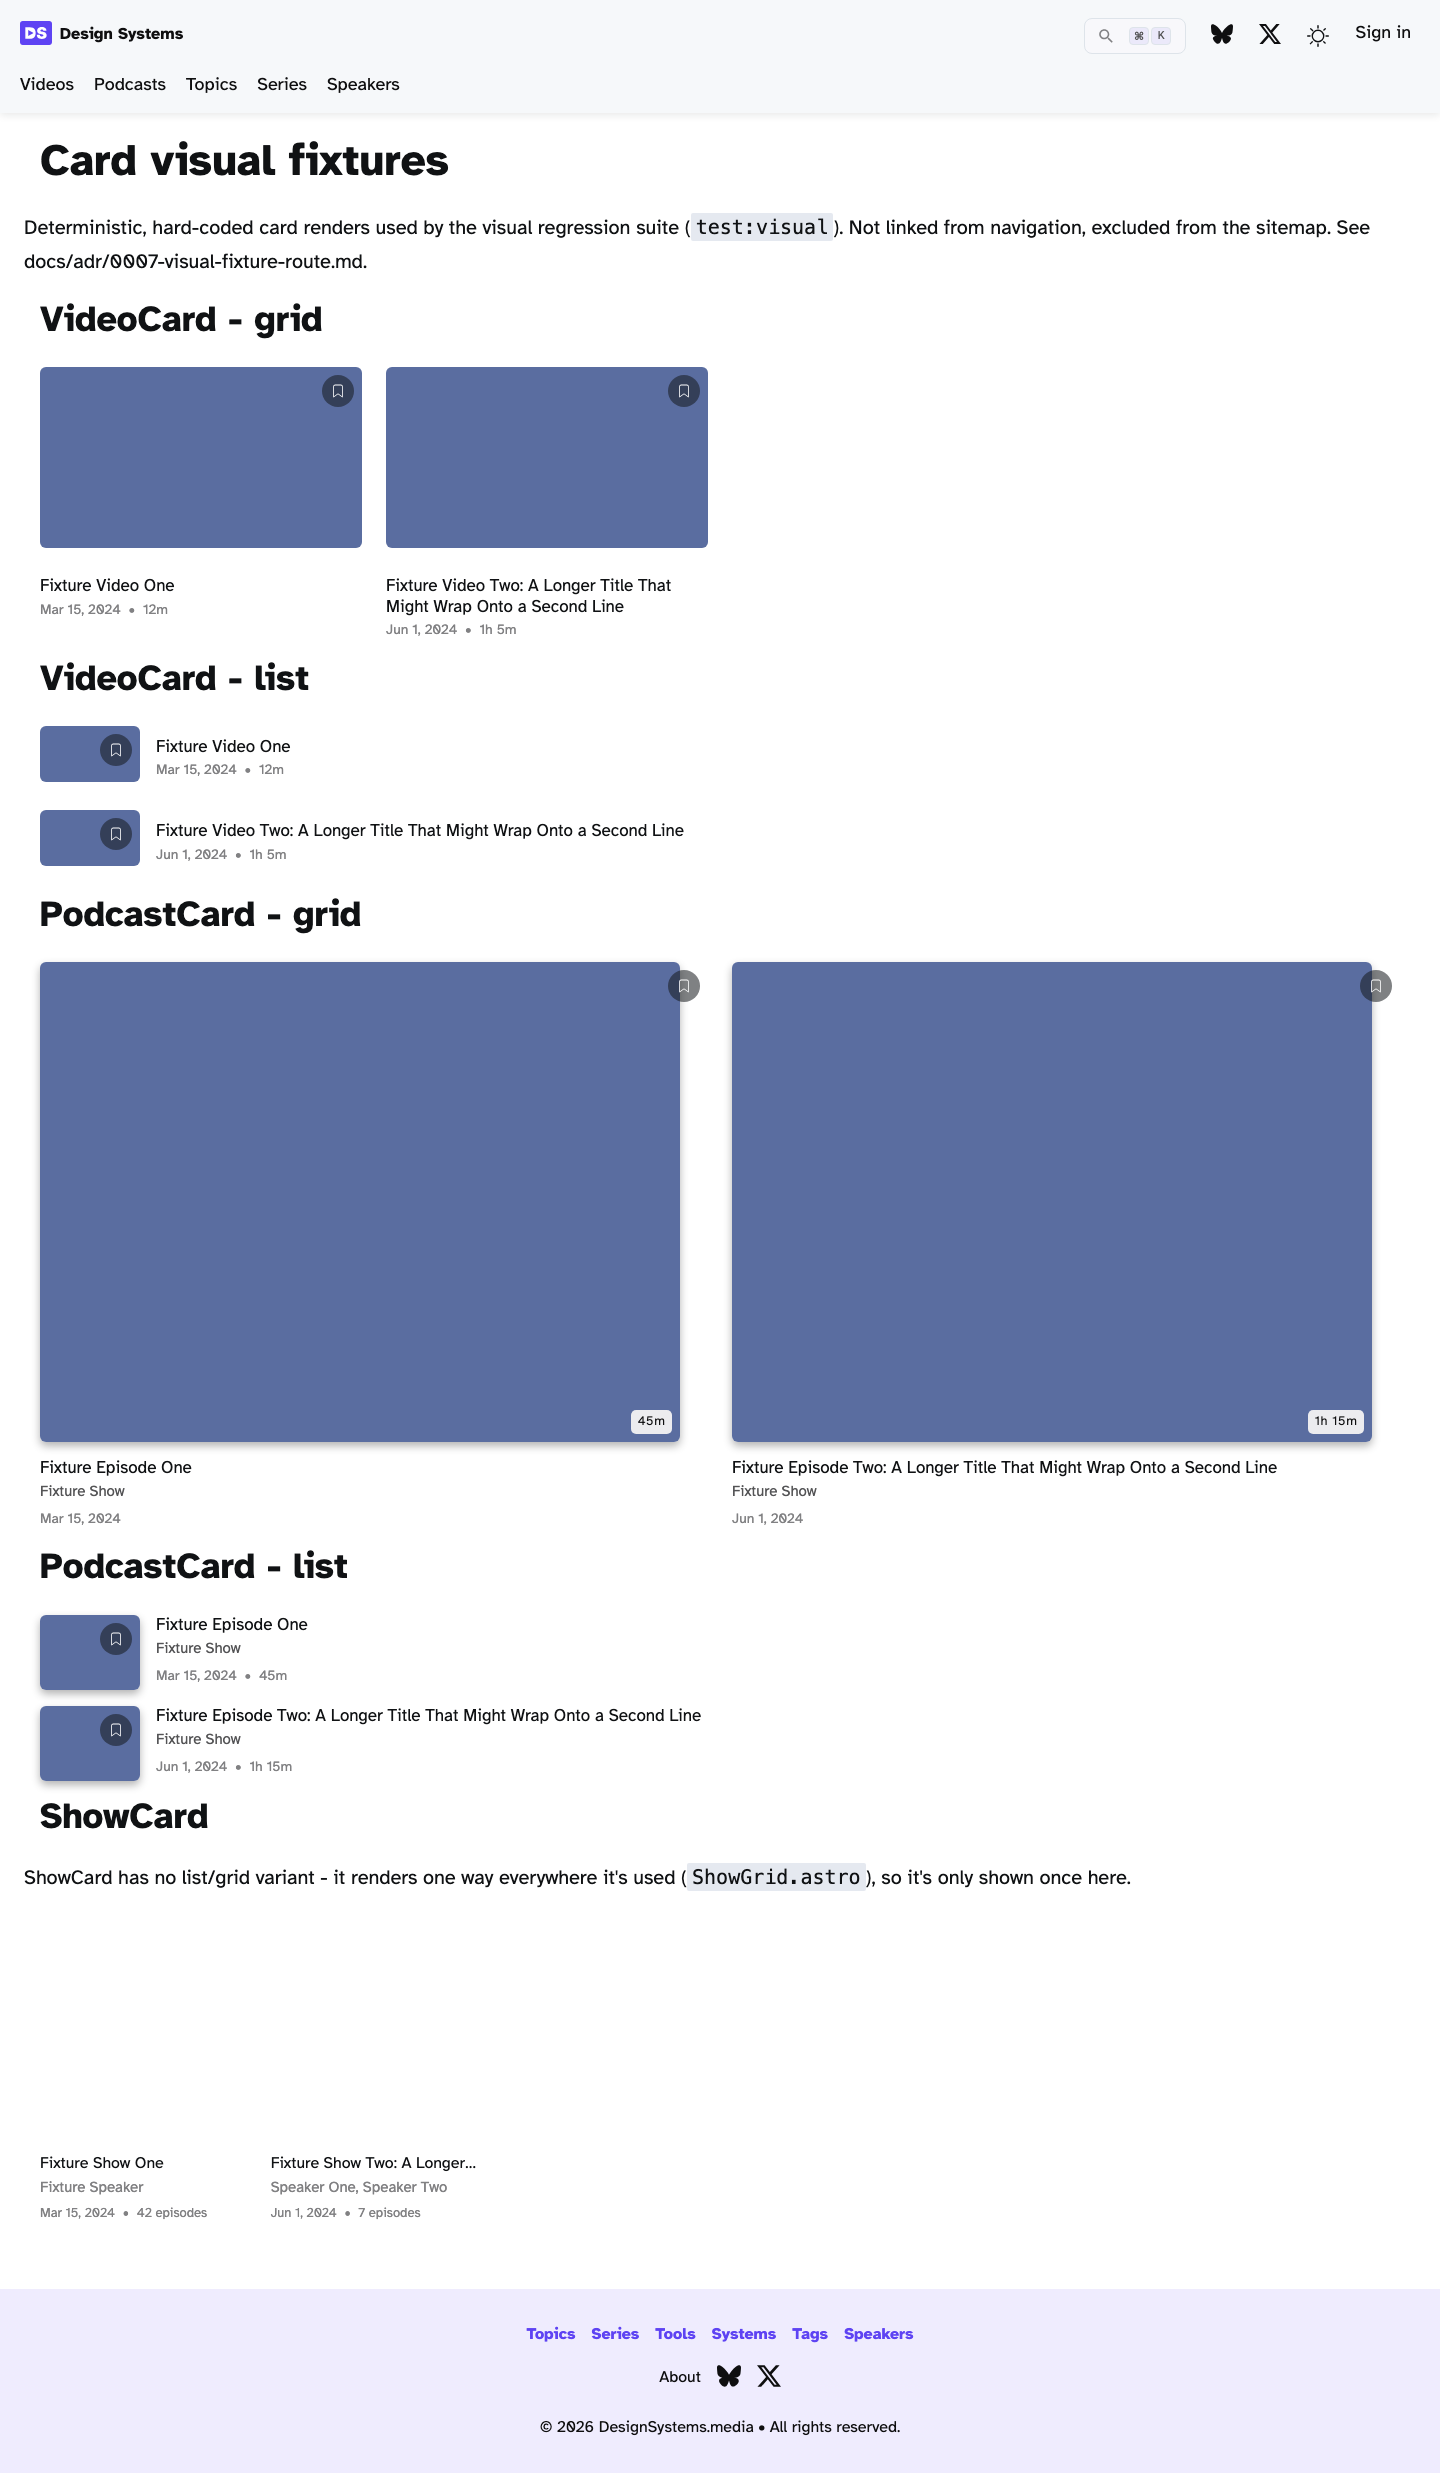 DS Design Systems
⌘ K
Sign in
Videos Podcasts Topics Series Speakers
Card visual fixtures
Deterministic, hard-coded card renders used by the visual regression suite (test:visual). Not linked from navigation, excluded from the sitemap. See
docs/adr/0007-visual-fixture-route.md.
VideoCard - grid
Fixture Video One
Mar 15, 2024 • 12m
Fixture Video Two: A Longer Title That
Might Wrap Onto a Second Line
Jun 1, 2024 • 1h 5m
VideoCard - list
Fixture Video One
Mar 15, 2024 • 12m
Fixture Video Two: A Longer Title That Might Wrap Onto a Second Line
Jun 1, 2024 • 1h 5m
PodcastCard - grid
45m
Fixture Episode One
Fixture Show
Mar 15, 2024
1h 15m
Fixture Episode Two: A Longer Title That Might Wrap Onto a Second Line
Fixture Show
Jun 1, 2024
PodcastCard - list
Fixture Episode One
Fixture Show
Mar 15, 2024 • 45m
Fixture Episode Two: A Longer Title That Might Wrap Onto a Second Line
Fixture Show
Jun 1, 2024 • 1h 15m
ShowCard
ShowCard has no list/grid variant - it renders one way everywhere it's used (ShowGrid.astro), so it's only shown once here.
Fixture Show One
Fixture Speaker
Mar 15, 2024 • 42 episodes
Fixture Show Two: A Longer...
Speaker One, Speaker Two
Jun 1, 2024 • 7 episodes
Topics Series Tools Systems Tags Speakers
About
© 2026 DesignSystems.media • All rights reserved.